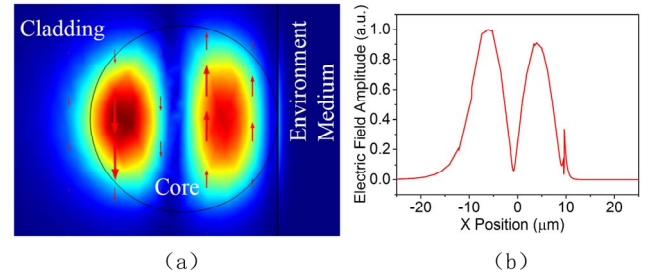 Cladding
Core
Environment
Medium
(a)
(b)
Electric Field Amplitude (a.u.)
1.0
0.8
0.6
0.4
0.2
0.0
-20
-10
0
10
20
X Position (μm)